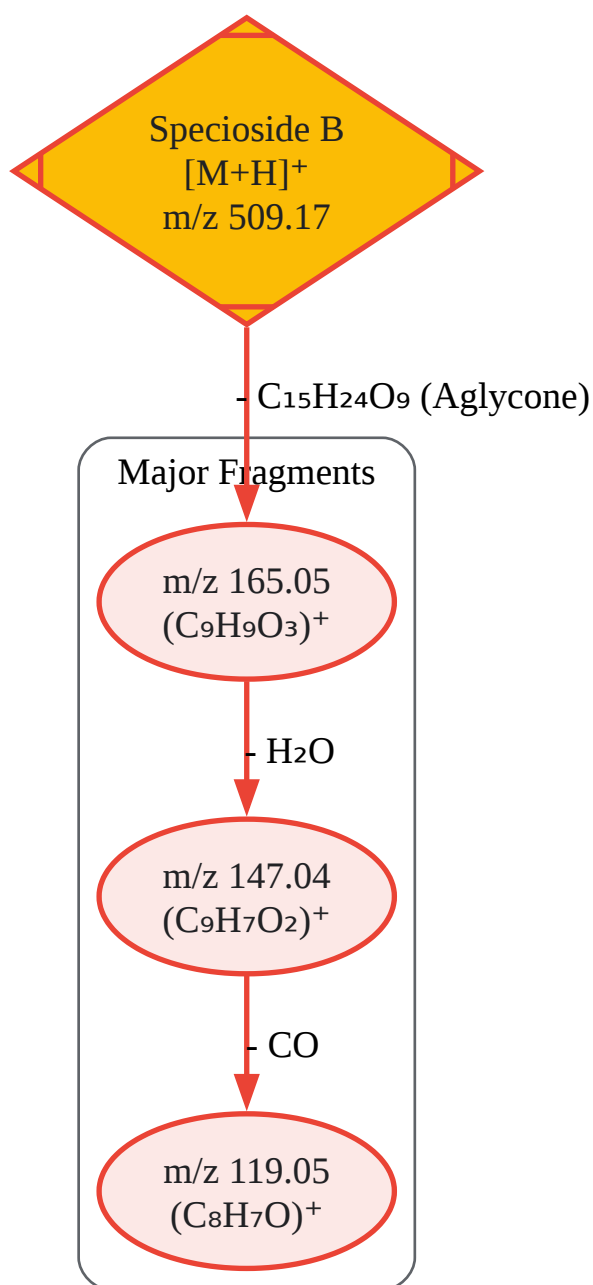 Specioside B
[M+H]⁺
m/z 509.17
- C₁₅H₂₄O₉ (Aglycone)
Major Fragments
m/z 165.05
(C₉H₉O₃)⁺
- H₂O
m/z 147.04
(C₉H₇O₂)⁺
- CO
m/z 119.05
(C₈H₇O)⁺